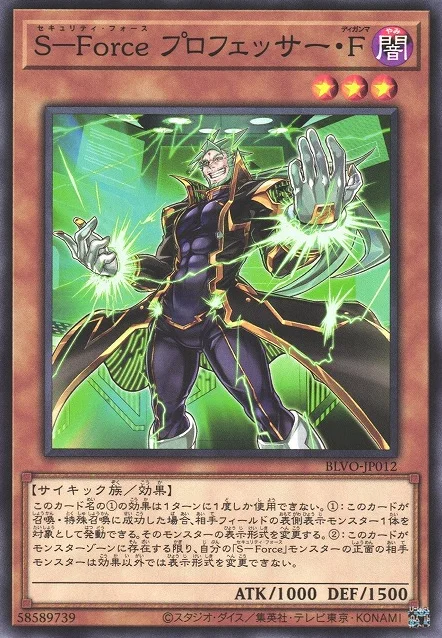 セキュリティ・フォース ディガンマ
S－Force プロフェッサー・Ϝ
やみ
闇
BLVO-JP012
【サイキック族／効果】
このカード名の①の効果は1ターンに1度しか使用できない。①：このカードが
召喚・特殊召喚に成功した場合、相手フィールドの表側表示モンスター1体を
対象として発動できる。そのモンスターの表示形式を変更する。②：このカードが
モンスターゾーンに存在する限り、自分の「S－Force」モンスターの正面の相手
モンスターは効果以外では表示形式を変更できない。
ATK/1000 DEF/1500
58589739 ©スタジオ・ダイス／集英社・テレビ東京・KONAMI